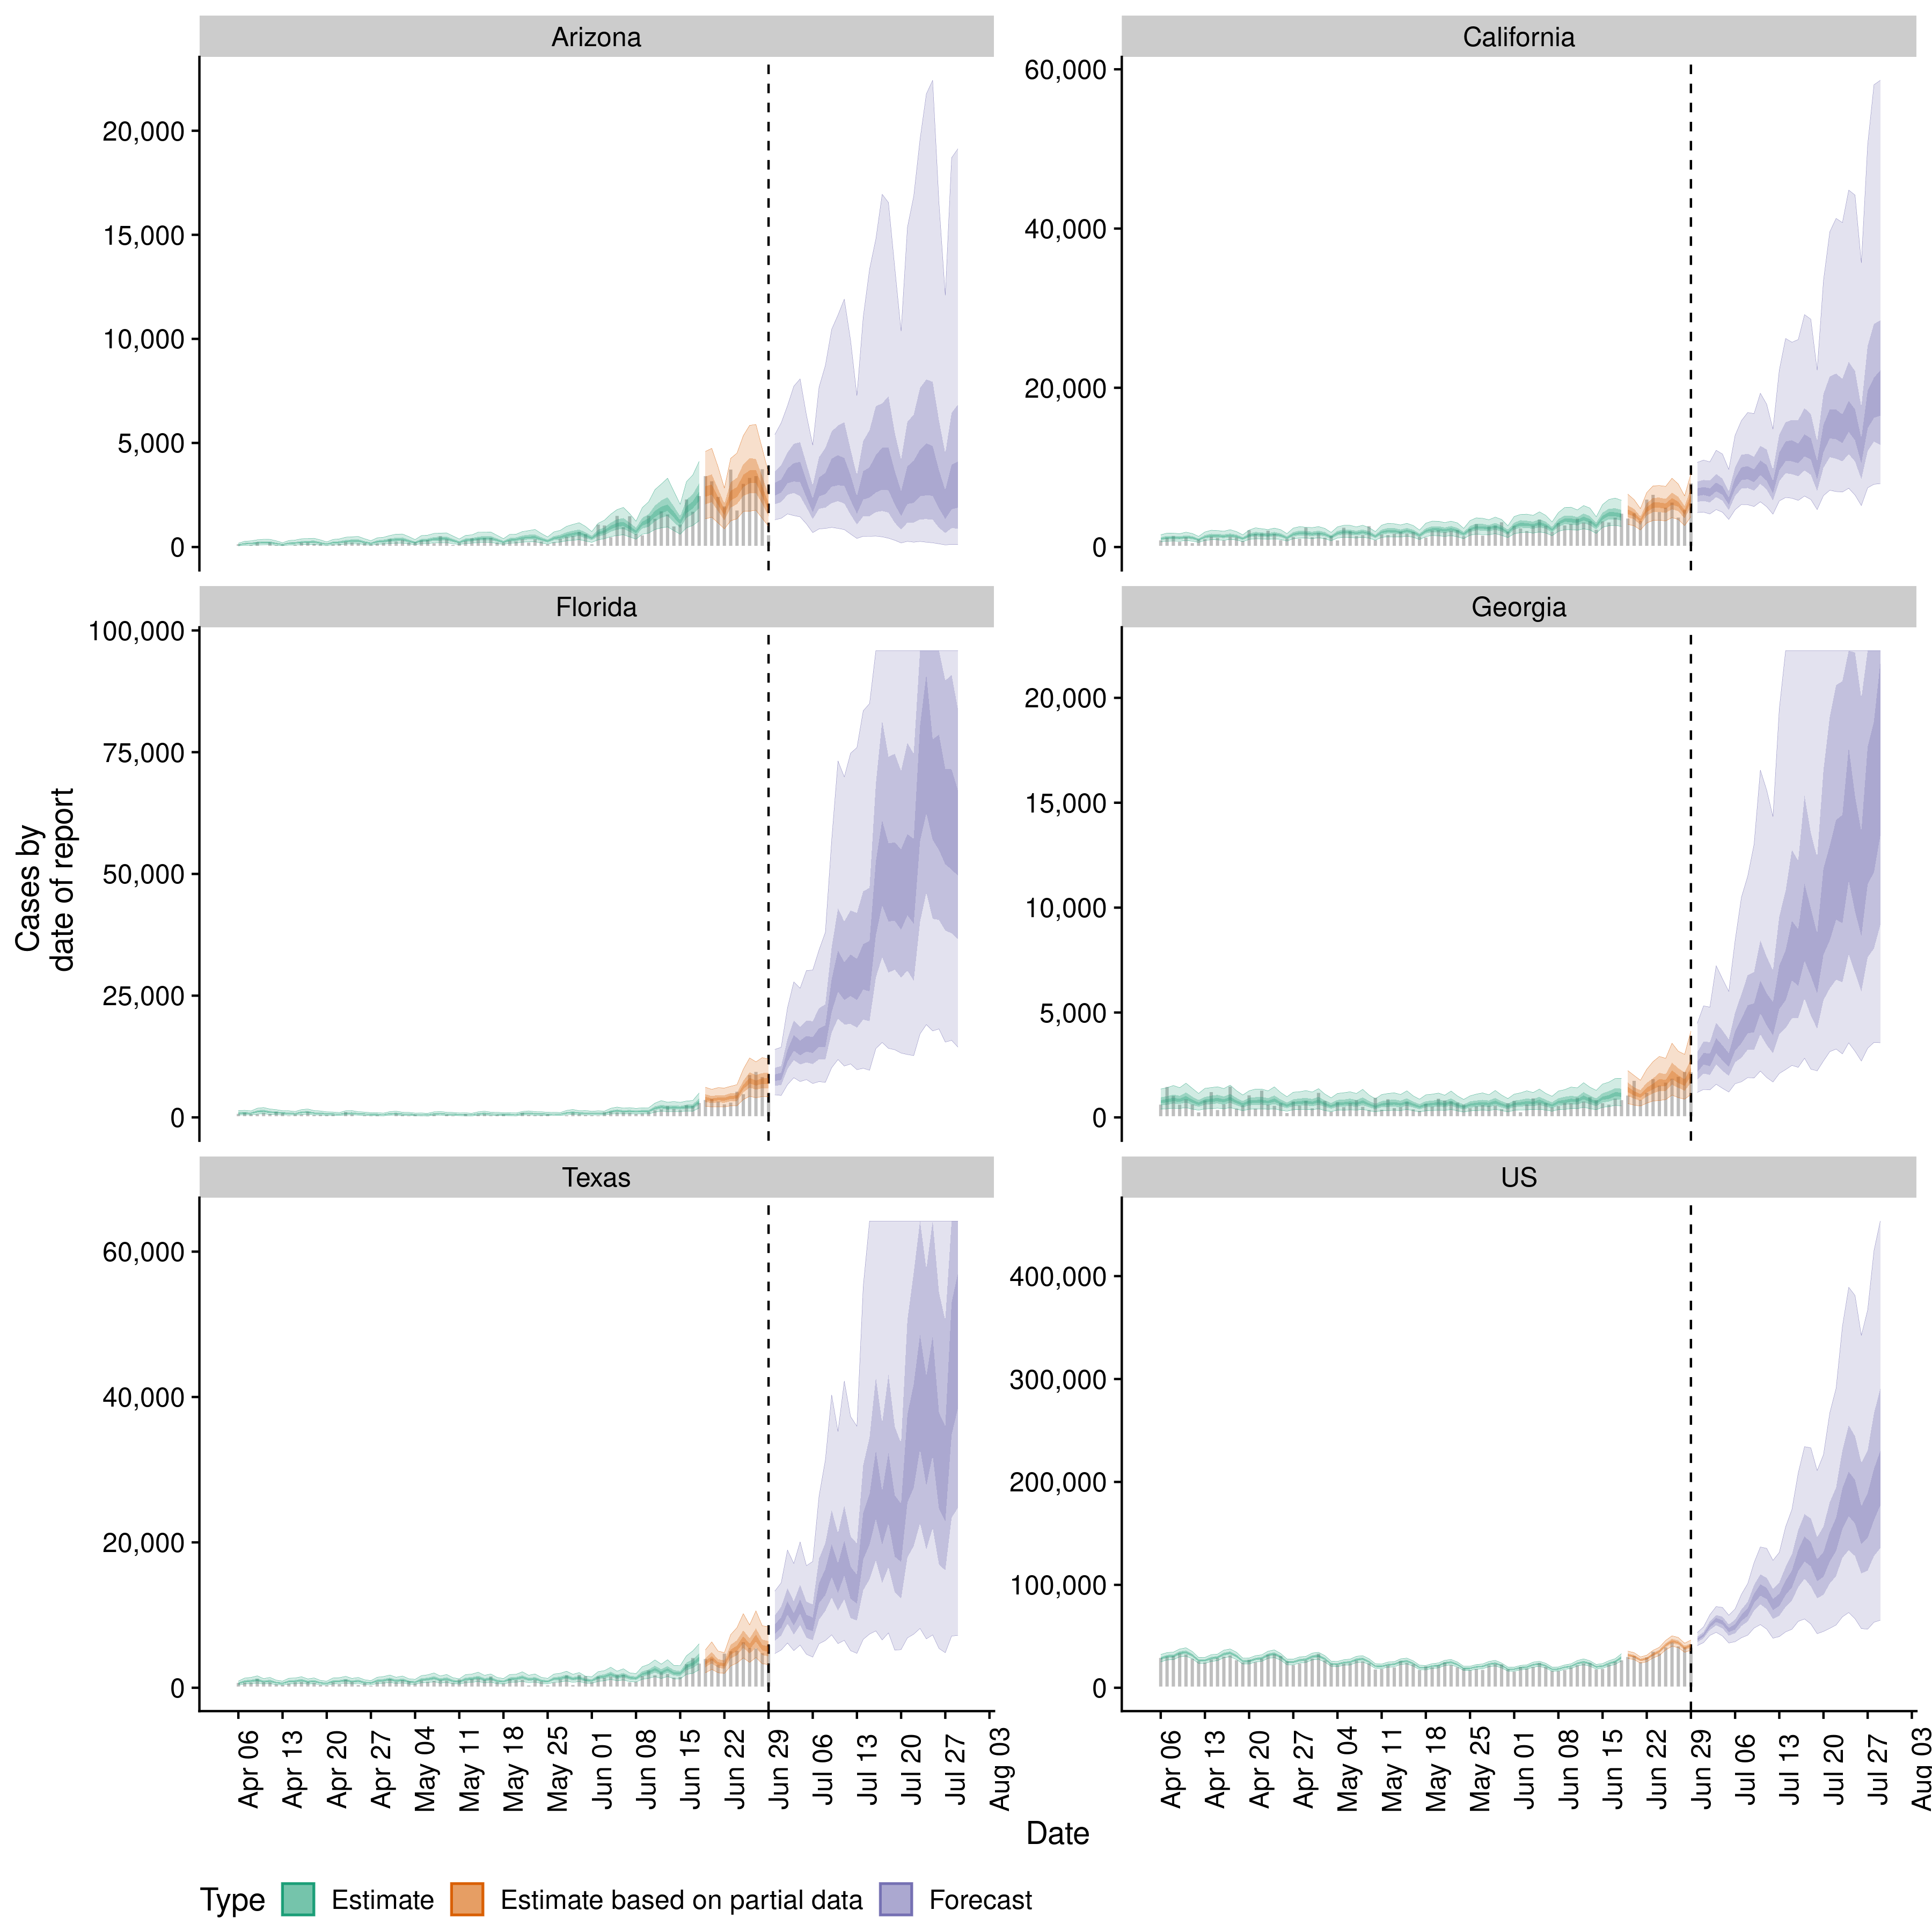 Arizona
California
20,000
15,000
10,000
5,000
0
60,000
40,000
20,000
0
Florida
Georgia
100,000
75,000
50,000
25,000
0
20,000
15,000
10,000
5,000
0
Texas
US
60,000
40,000
20,000
0
400,000
300,000
200,000
100,000
0
Cases by
date of report
Apr 06
Apr 13
Apr 20
Apr 27
May 04
May 11
May 18
May 25
Jun 01
Jun 08
Jun 15
Jun 22
Jun 29
Jul 06
Jul 13
Jul 20
Jul 27
Aug 03
Apr 06
Apr 13
Apr 20
Apr 27
May 04
May 11
May 18
May 25
Jun 01
Jun 08
Jun 15
Jun 22
Jun 29
Jul 06
Jul 13
Jul 20
Jul 27
Aug 03
Date
Type Estimate Estimate based on partial data Forecast